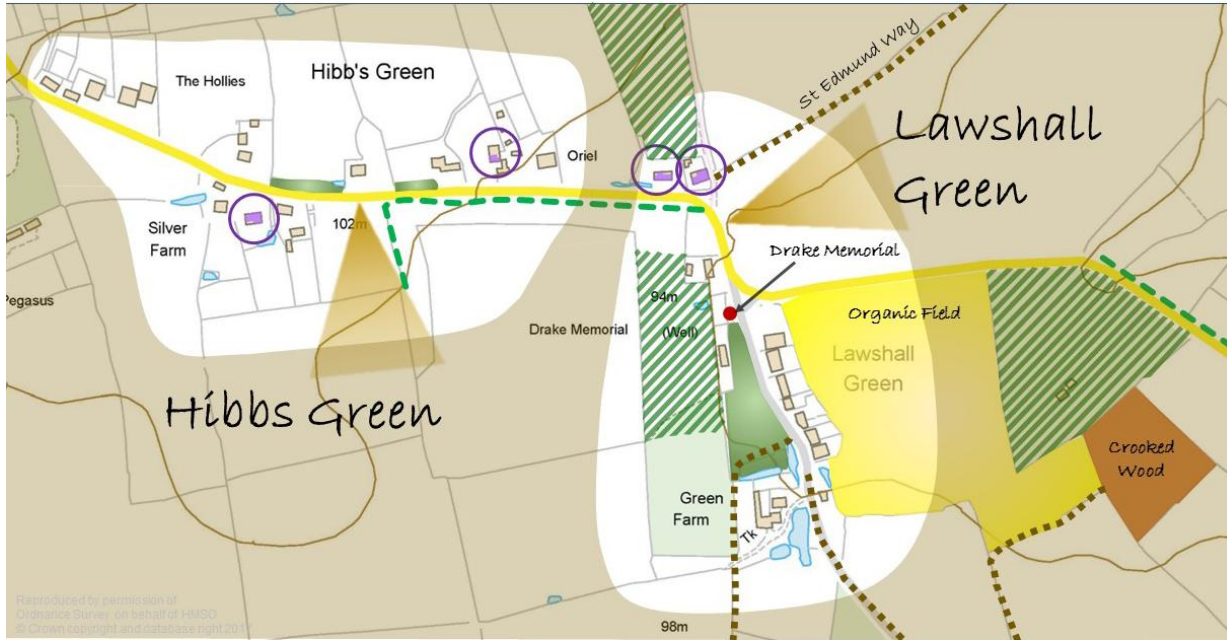 St Edmund Way
The Hollies
Hibb's Green
Lawshall
Green
Oriel
Silver
Farm
102m
Drake Memorial
Pegasus
94m
(Well)
Drake Memorial
Organic Field
Lawshall
Green
Hibbs Green
Crooked
Wood
Green
Farm
Tk
Reproduced by permission of
Ordnance Survey on behalf of HMSO
© Crown copyright and database right
98m